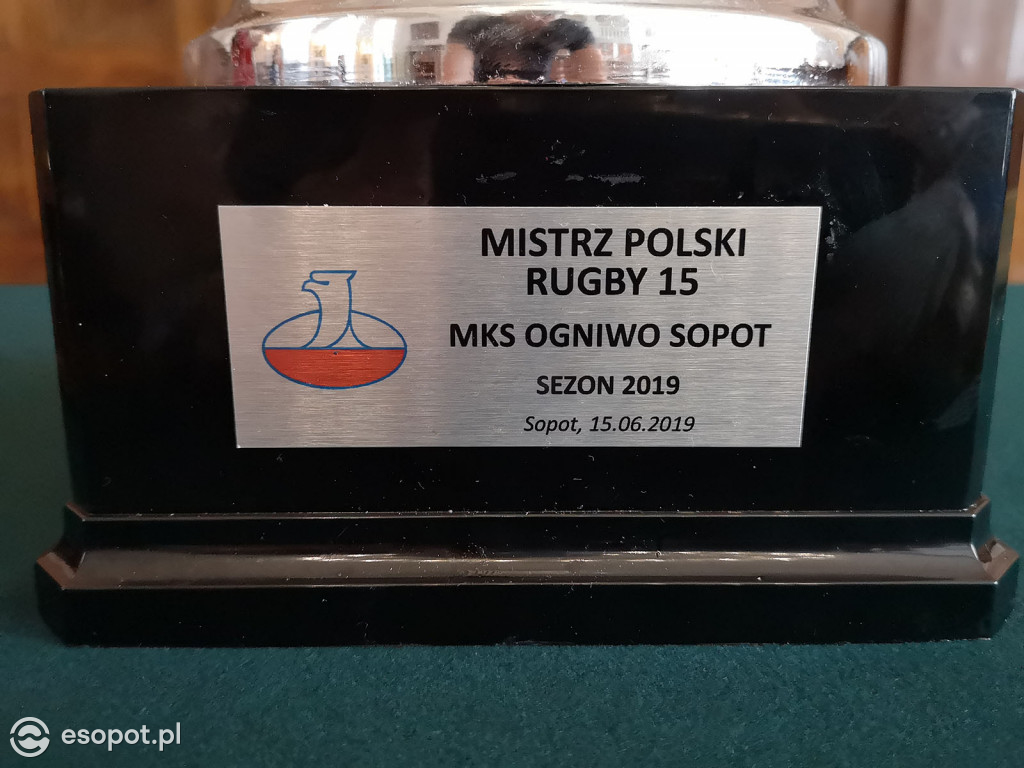 MISTRZ POLSKI
RUGBY 15
MKS OGNIWO SOPOT
SEZON 2019
Sopot, 15.06.2019
esopot.pl